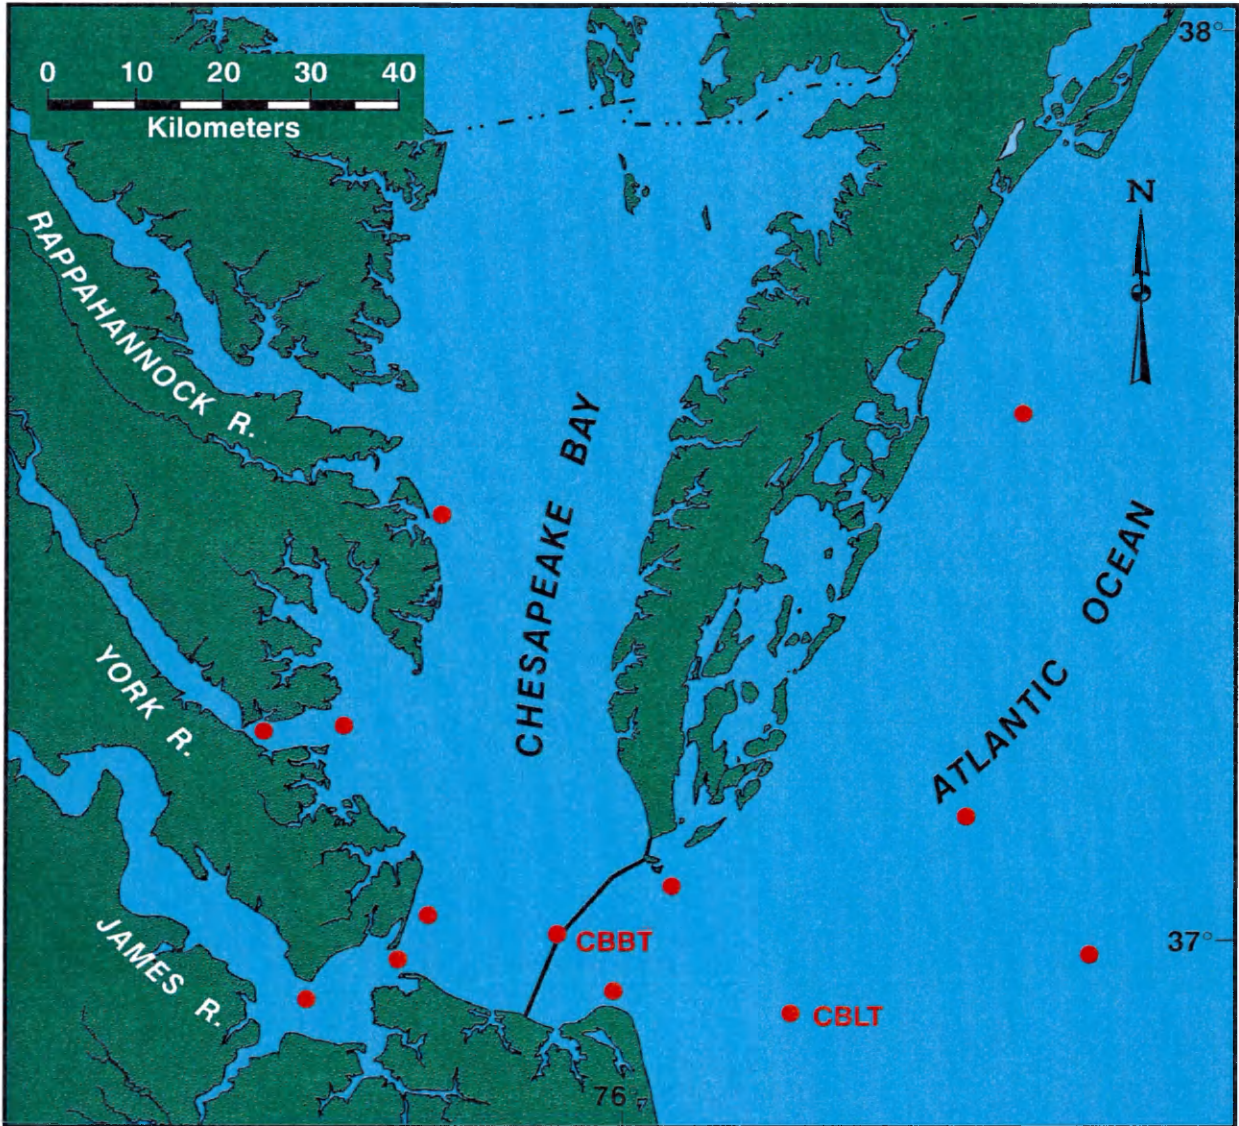 38°
0 10 20 30 40
Kilometers
N
RAPPAHANNOCK R.
CHESAPEAKE BAY
ATLANTIC OCEAN
YORK R.
JAMES R.
CBBT
37°
CBLT
76